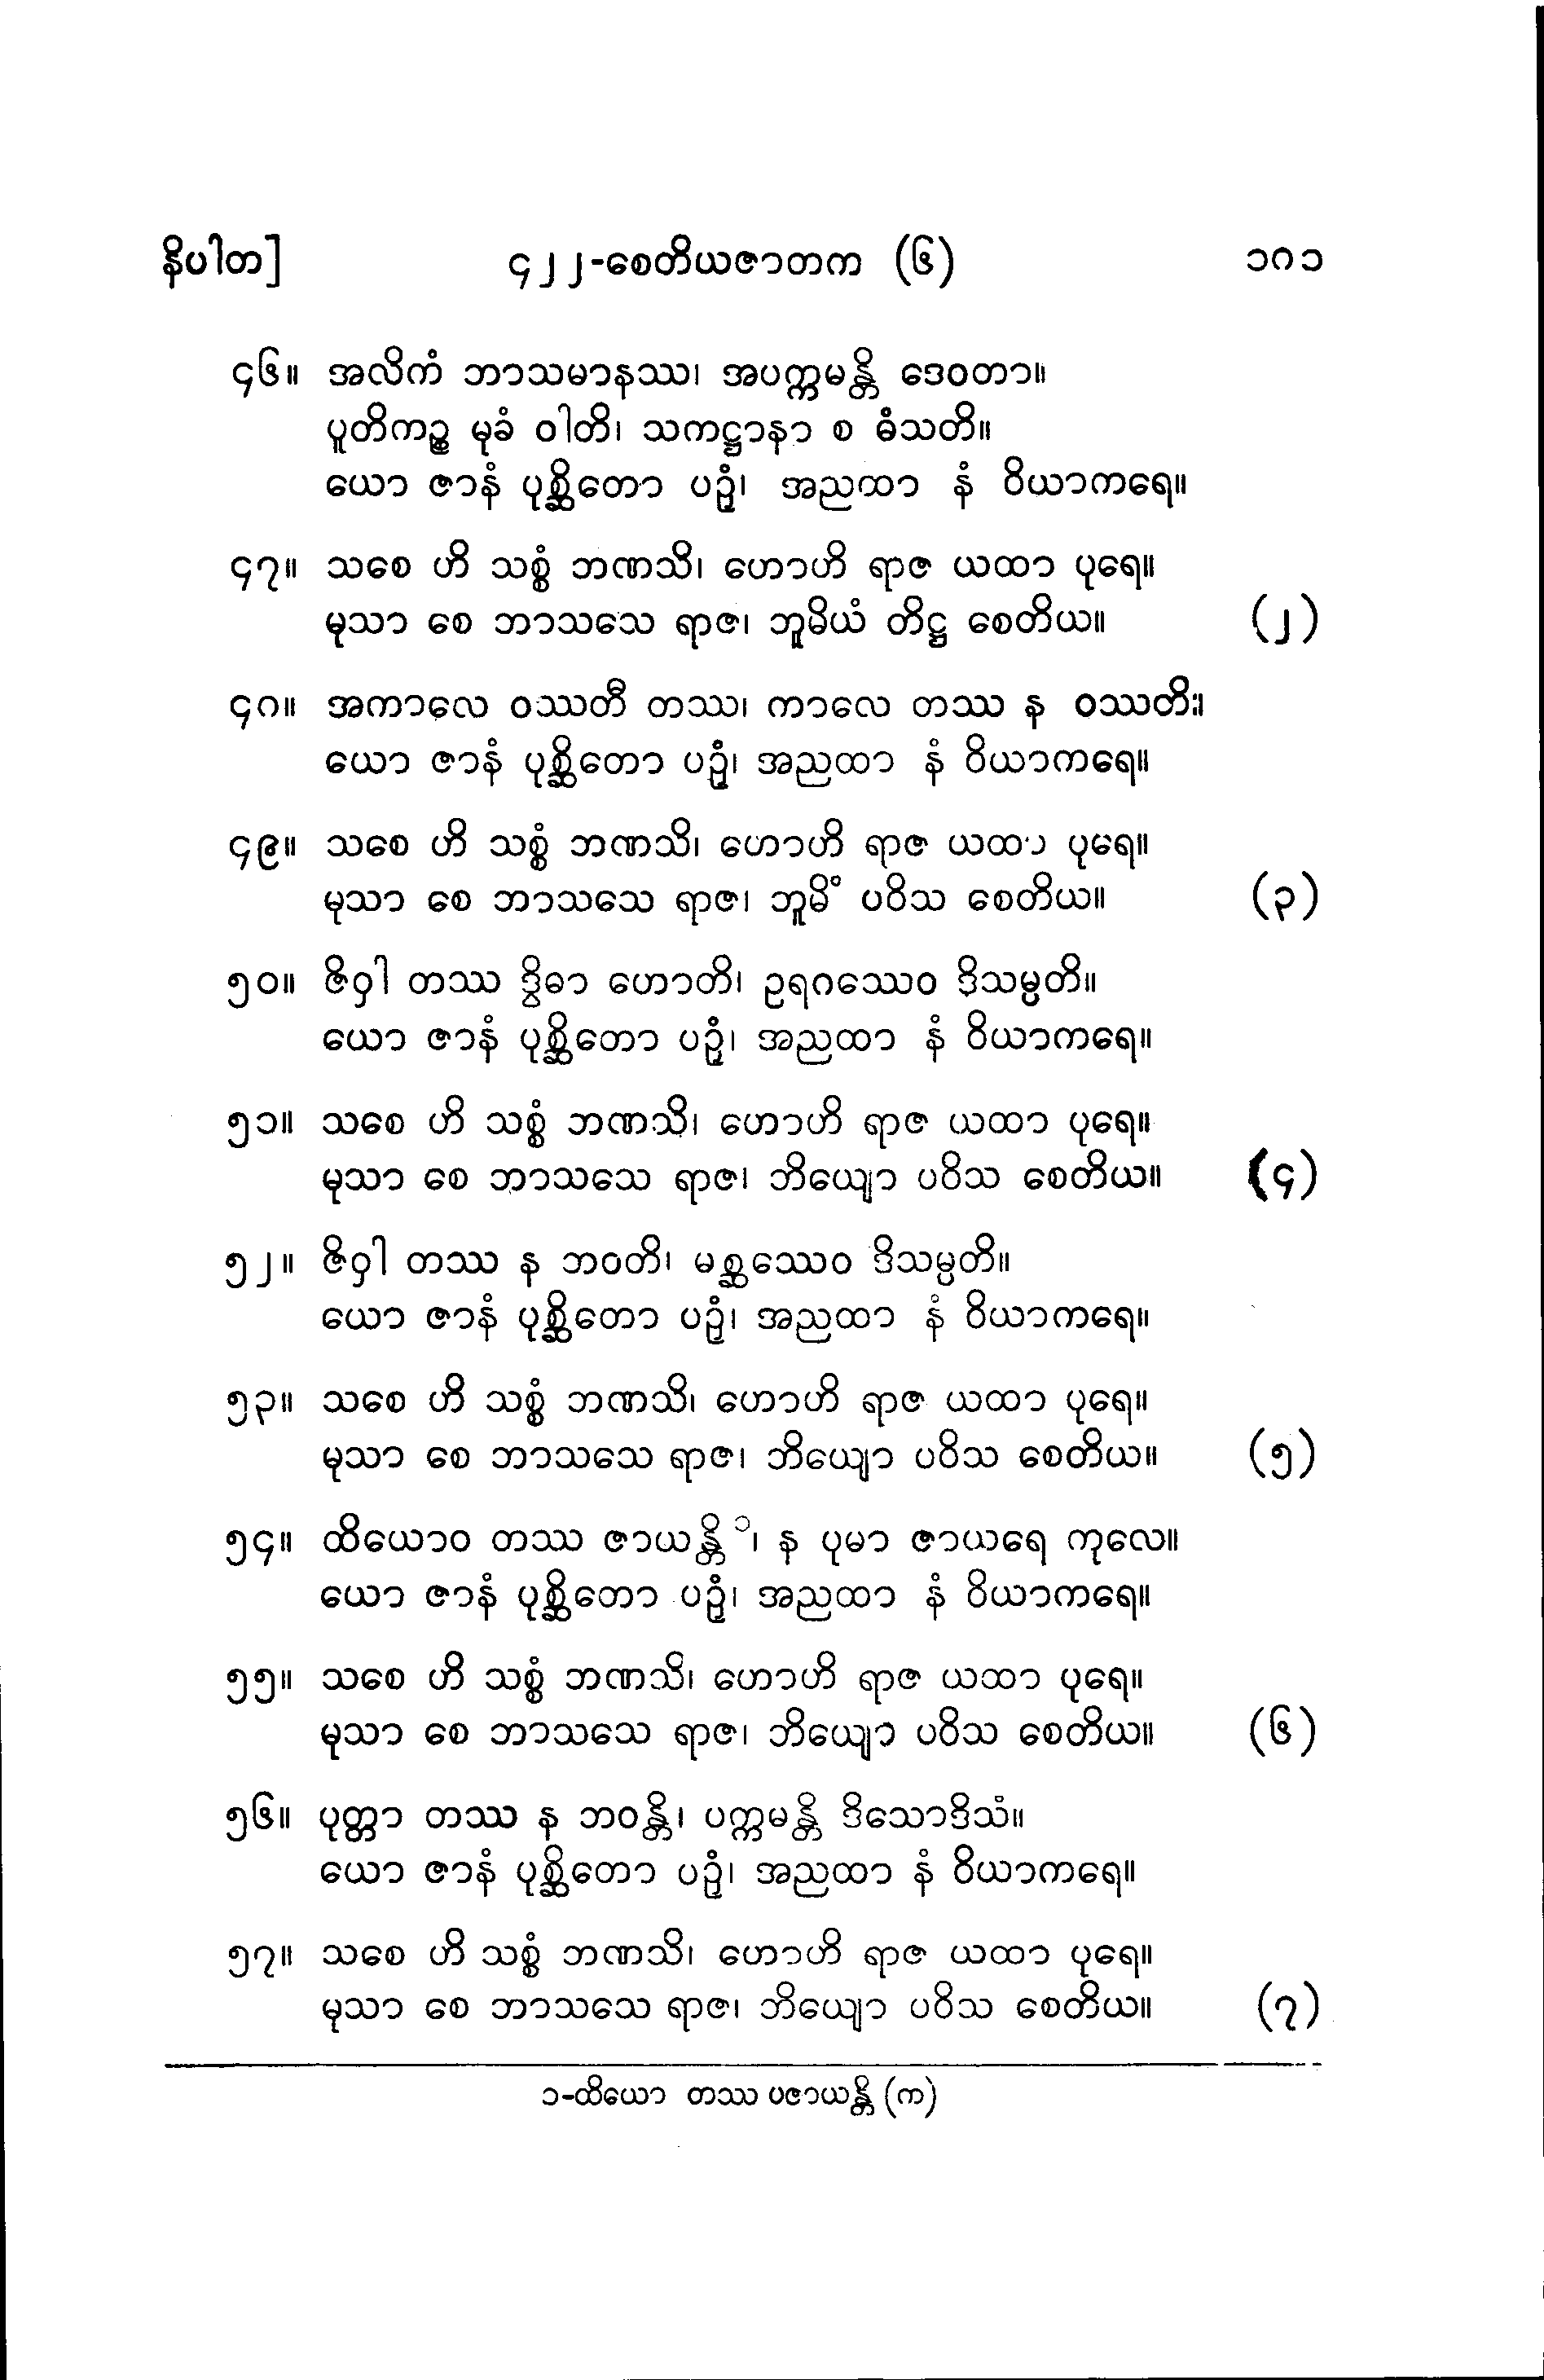 နိပါတ]	၄၂၂-စေတိယဇာတက (၆)	၁၈၁
၄၆။ အလိကံ ဘာသမာနဿ၊ အပက္ကမန္တိ ဒေဝတာ။
ပူတိကဉ္စ မုခံ ဝါတိ၊ သကဋ္ဌာနာ စ ဓံသတိ။
ယော ဇာနံ ပုစ္ဆိတော ပဉှံ၊ အညထာ နံ ဝိယာကရေ။
၄၇။ သစေ ဟိ သစ္စံ ဘဏသိ၊ ဟောဟိ ရာဇ ယထာ ပုရေ။
မုသာ စေ ဘာသသေ ရာဇ၊ ဘူမိယံ တိဋ္ဌ စေတိယ။ (၂)
၄၈။ အကာလေ ဝဿတီ တဿ၊ ကာလေ တဿ န ဝဿတိ။
ယော ဇာနံ ပုစ္ဆိတော ပဉှံ၊ အညထာ နံ ဝိယာကရေ။
၄၉။ သစေ ဟိ သစ္စံ ဘဏသိ၊ ဟောဟိ ရာဇ ယထာ ပုရေ။
မုသာ စေ ဘာသသေ ရာဇ၊ ဘူမိံ ပဝိသ စေတိယ။ (၃)
၅၀။ ဇိဝှါ တဿ ဒွိဓာ ဟောတိ၊ ဥရဂဿေဝ ဒိသမ္ပတိ။
ယော ဇာနံ ပုစ္ဆိတော ပဉှံ၊ အညထာ နံ ဝိယာကရေ။
၅၁။ သစေ ဟိ သစ္စံ ဘဏသိ၊ ဟောဟိ ရာဇ ယထာ ပုရေ။
မုသာ စေ ဘာသသေ ရာဇ၊ ဘိယျော ပဝိသ စေတိယ။ (၄)
၅၂။ ဇိဝှါ တဿ န ဘဝတိ၊ မစ္ဆဿေဝ ဒိသမ္ပတိ။
ယော ဇာနံ ပုစ္ဆိတော ပဉှံ၊ အညထာ နံ ဝိယာကရေ။
၅၃။ သစေ ဟိ သစ္စံ ဘဏသိ၊ ဟောဟိ ရာဇ ယထာ ပုရေ။
မုသာ စေ ဘာသသေ ရာဇ၊ ဘိယျော ပဝိသ စေတိယ။ (၅)
၅၄။ ထိယောဝ တဿ ဇာယန္တိ ၁၊ န ပုမာ ဇာယရေ ကုလေ။
ယော ဇာနံ ပုစ္ဆိတော ပဉှံ၊ အညထာ နံ ဝိယာကရေ။
၅၅။ သစေ ဟိ သစ္စံ ဘဏသိ၊ ဟောဟိ ရာဇ ယထာ ပုရေ။
မုသာ စေ ဘာသသေ ရာဇ၊ ဘိယျော ပဝိသ စေတိယ။ (၆)
၅၆။ ပုတ္တာ တဿ န ဘဝန္တိ၊ ပက္ကမန္တိ ဒိသောဒိသံ။
ယော ဇာနံ ပုစ္ဆိတော ပဉှံ၊ အညထာ နံ ဝိယာကရေ။
၅၇။ သစေ ဟိ သစ္စံ ဘဏသိ၊ ဟောဟိ ရာဇ ယထာ ပုရေ။
မုသာ စေ ဘာသသေ ရာဇ၊ ဘိယျော ပဝိသ စေတိယ။ (၇)
၁-ထိယော တဿ ပဇာယန္တိ (က)